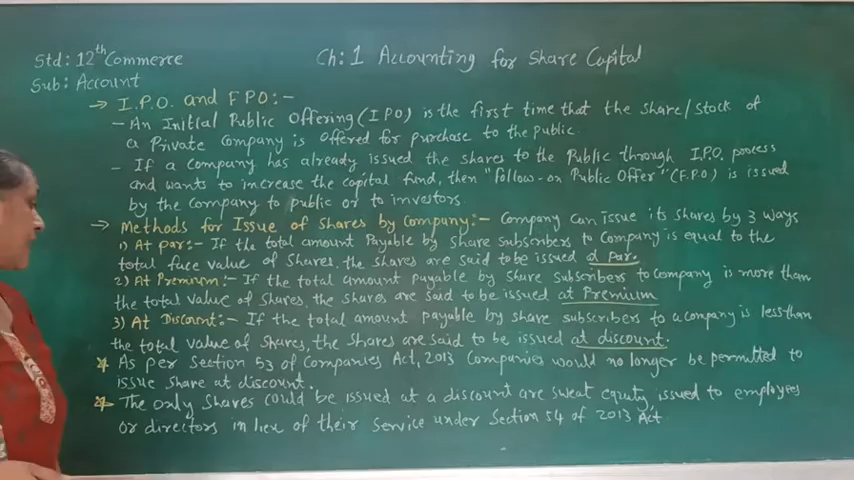 Std: 12th Commerce
Ch: 1 Accounting for Share Capital
Sub: Account
→ I.P.O. and F.P.O:-
- An Initial Public Offering (IPO) is the first time that the share/stock of
a Private Company is offered for purchase to the public.
- If a Company has already issued the shares to the Public through I.P.O. process
and wants to increase the capital fund, then "follow-on Public Offer" (F.P.O) is issued
by the Company to public or to investors.
→ Methods for Issue of Shares by Company:- Company can issue its shares by 3 ways
1) At par:- If the total amount Payable by share subscribers to Company is equal to the
total face value of Shares. the shares are said to be issued at Par.
2) At Premium:- If the total amount payable by share subscribers to company is more than
the total value of shares, the shares are said to be issued at Premium
3) At Discount:- If the total amount payable by share subscribers to a company is less than
the total value of shares, the shares are said to be issued at discount.
* As per Section 53 of Companies Act, 2013 Companies would no longer be permitted to
issue share at discount.
* The only shares could be issued at a discount are sweat equity, issued to employees
or directors in lieu of their service under Section 54 of 2013 Act